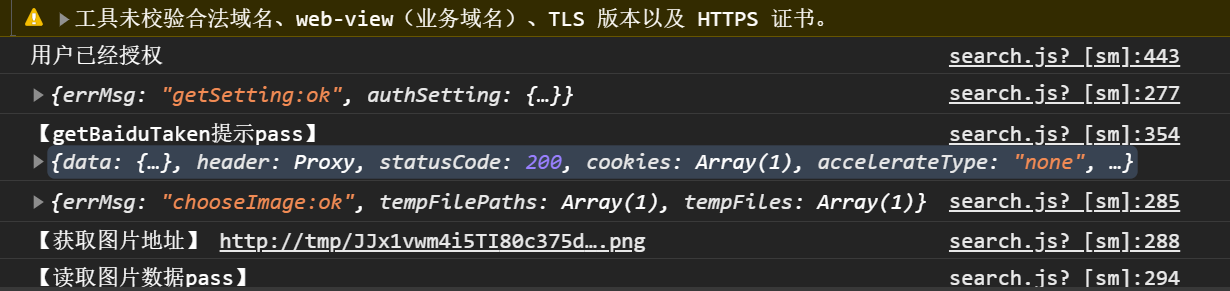 工具未校验合法域名、web-view（业务域名）、TLS 版本以及 HTTPS 证书。
用户已经授权 search.js? [sm]:443
{errMsg: "getSetting:ok", authSetting: {…}} search.js? [sm]:277
【getBaiduTaken提示pass】 search.js? [sm]:354
{data: {…}, header: Proxy, statusCode: 200, cookies: Array(1), accelerateType: "none", …}
{errMsg: "chooseImage:ok", tempFilePaths: Array(1), tempFiles: Array(1)} search.js? [sm]:285
【获取图片地址】 http://tmp/JJx1vwm4i5TI80c375d….png search.js? [sm]:288
【读取图片数据pass】 search.js? [sm]:294